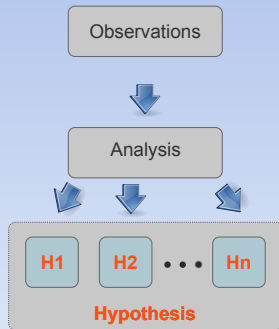 Observations
Analysis
H1 H2 ••• Hn
Hypothesis